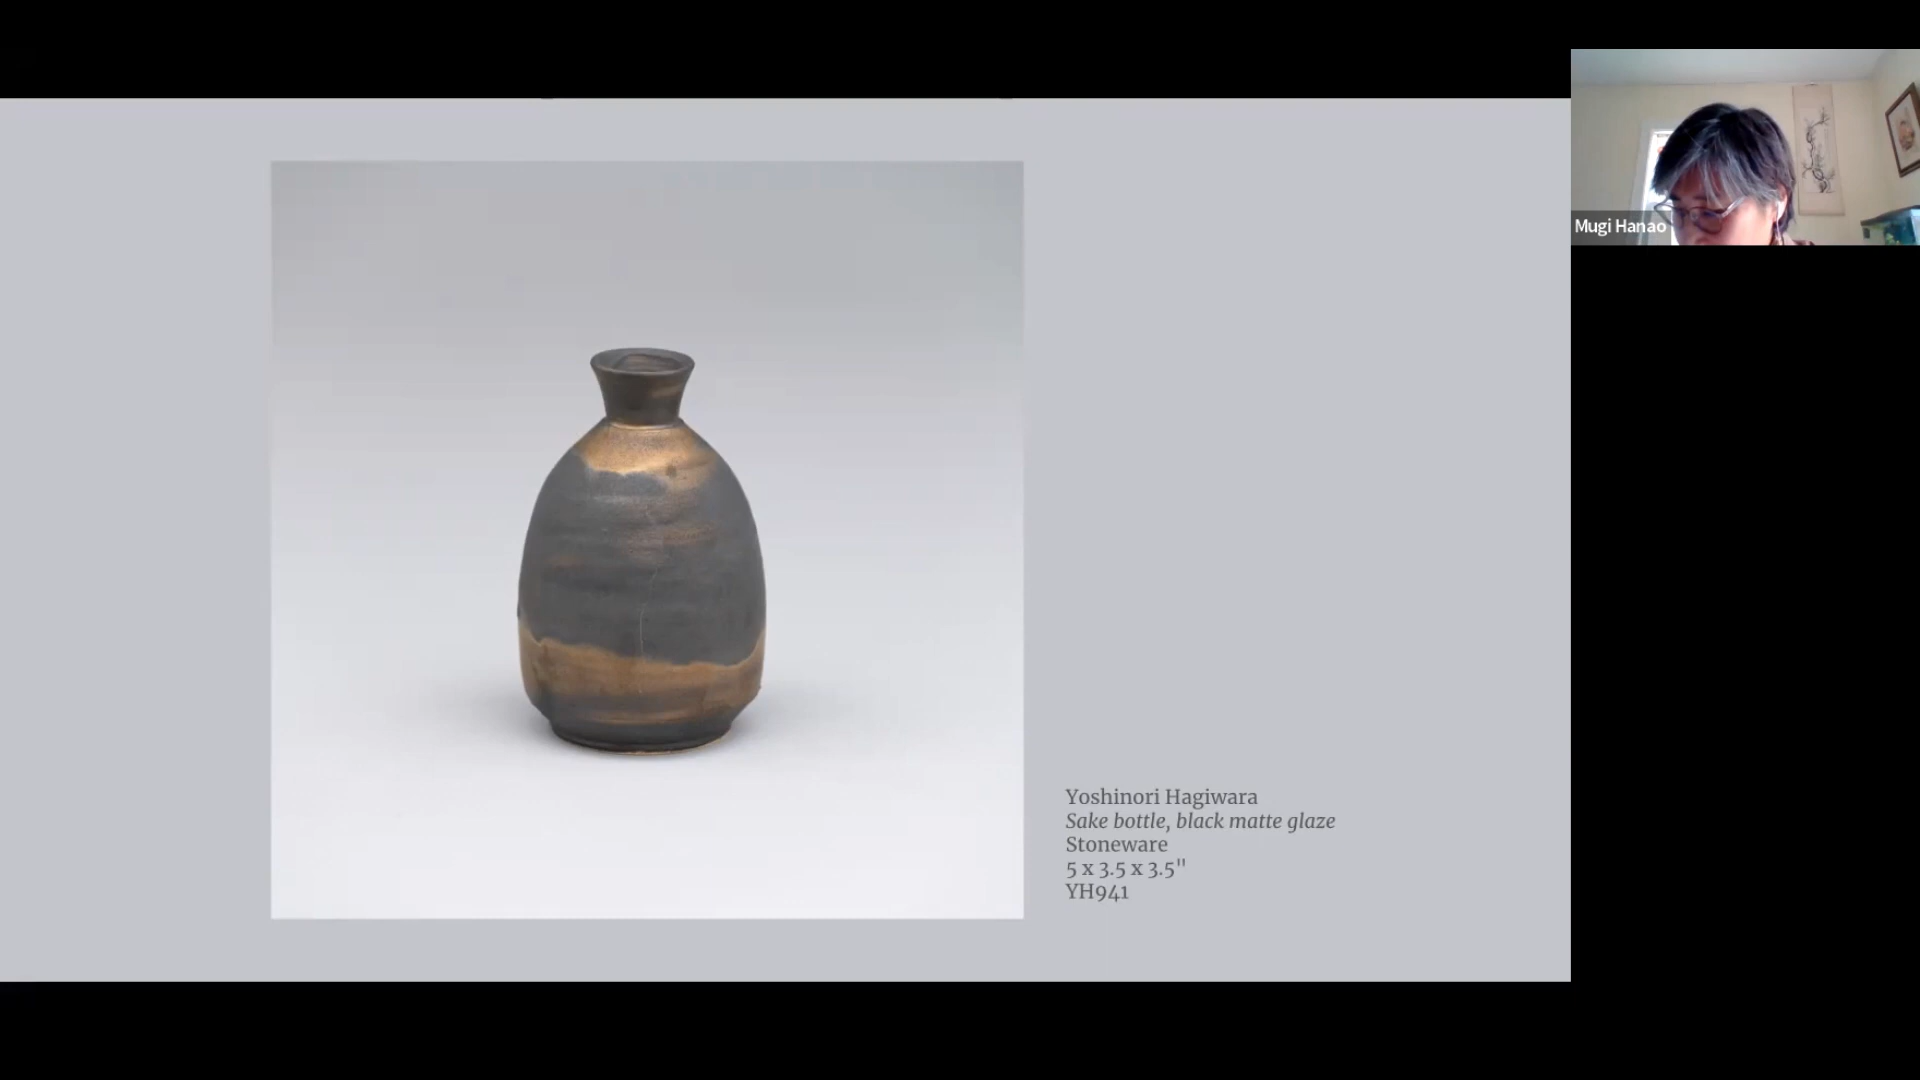 Mugi Hanao
Yoshinori Hagiwara
Sake bottle, black matte glaze
Stoneware
5 x 3.5 x 3.5"
YH941